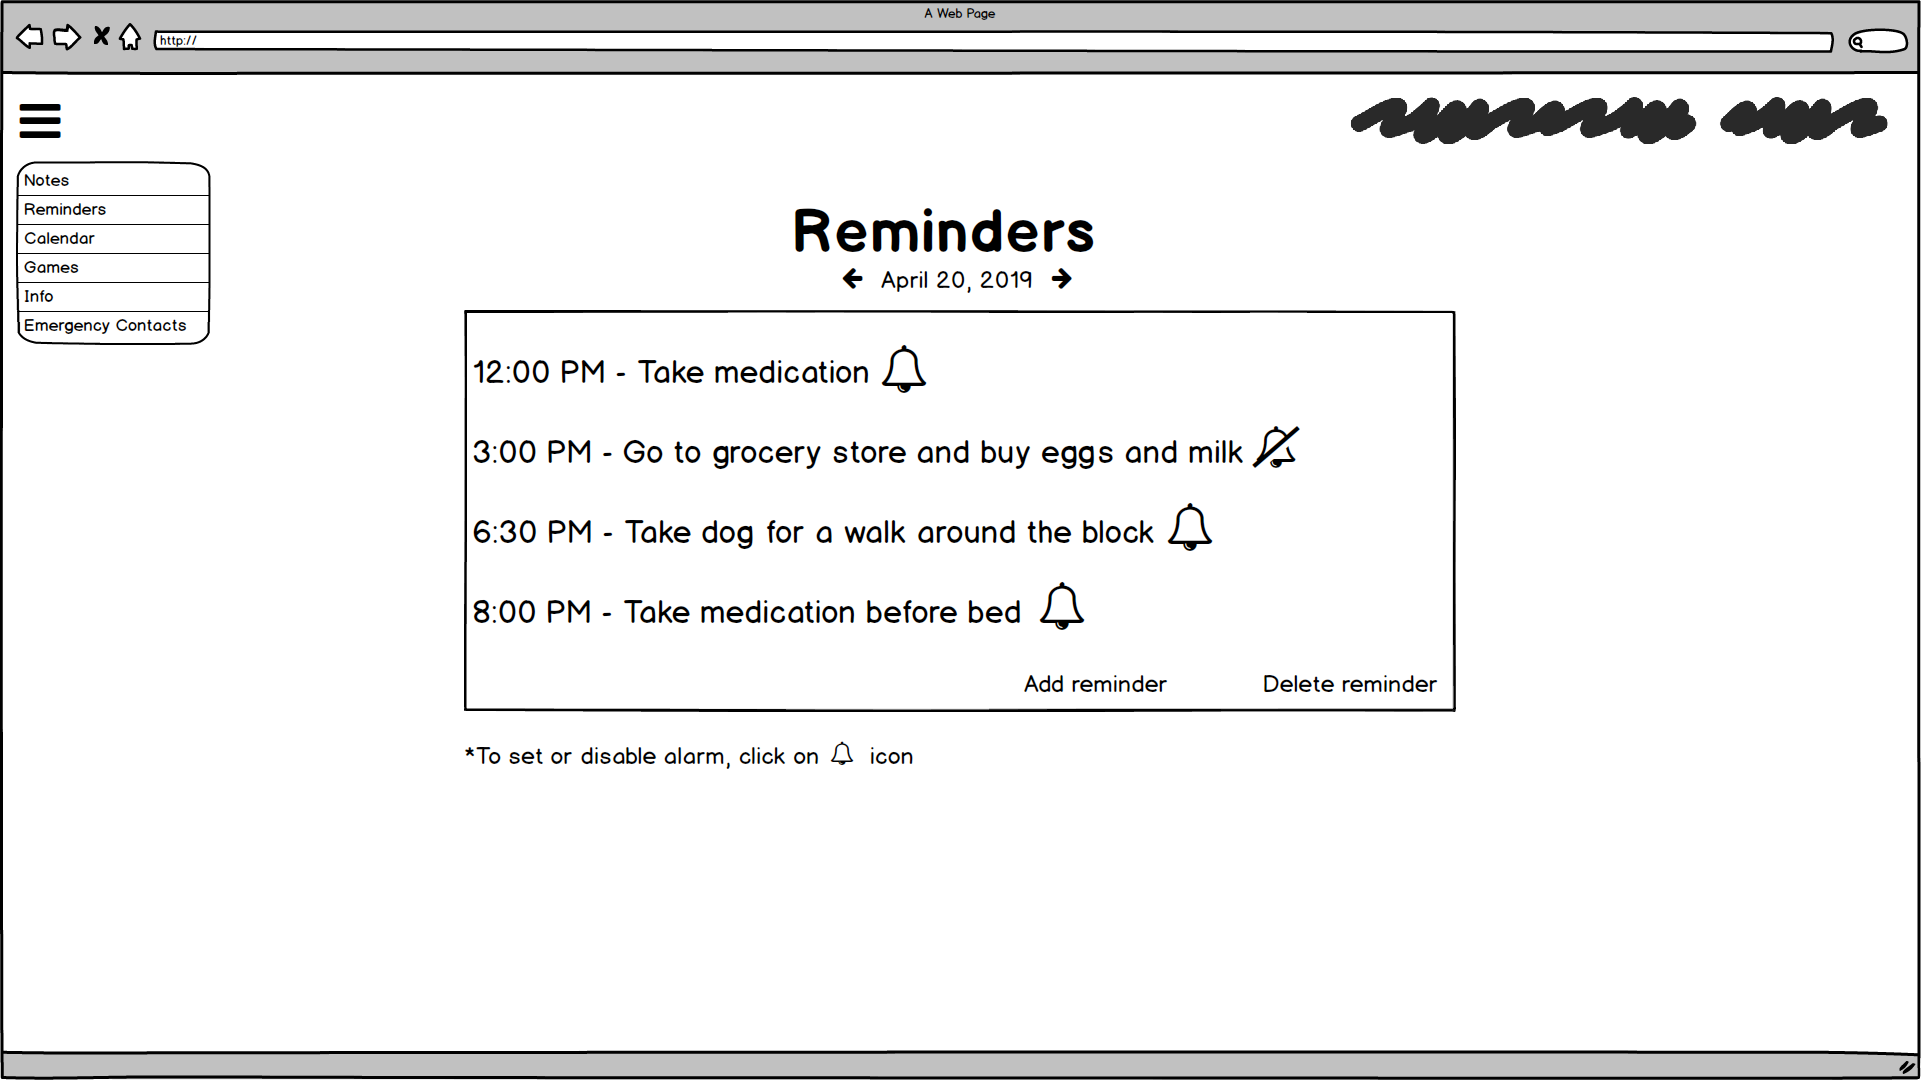 A Web Page
http://
Notes
Reminders
Calendar
Games
Info
Emergency Contacts
Reminders
April 20, 2019
12:00 PM - Take medication
3:00 PM - Go to grocery store and buy eggs and milk
6:30 PM - Take dog for a walk around the block
8:00 PM - Take medication before bed
Add reminder Delete reminder
*To set or disable alarm, click on icon